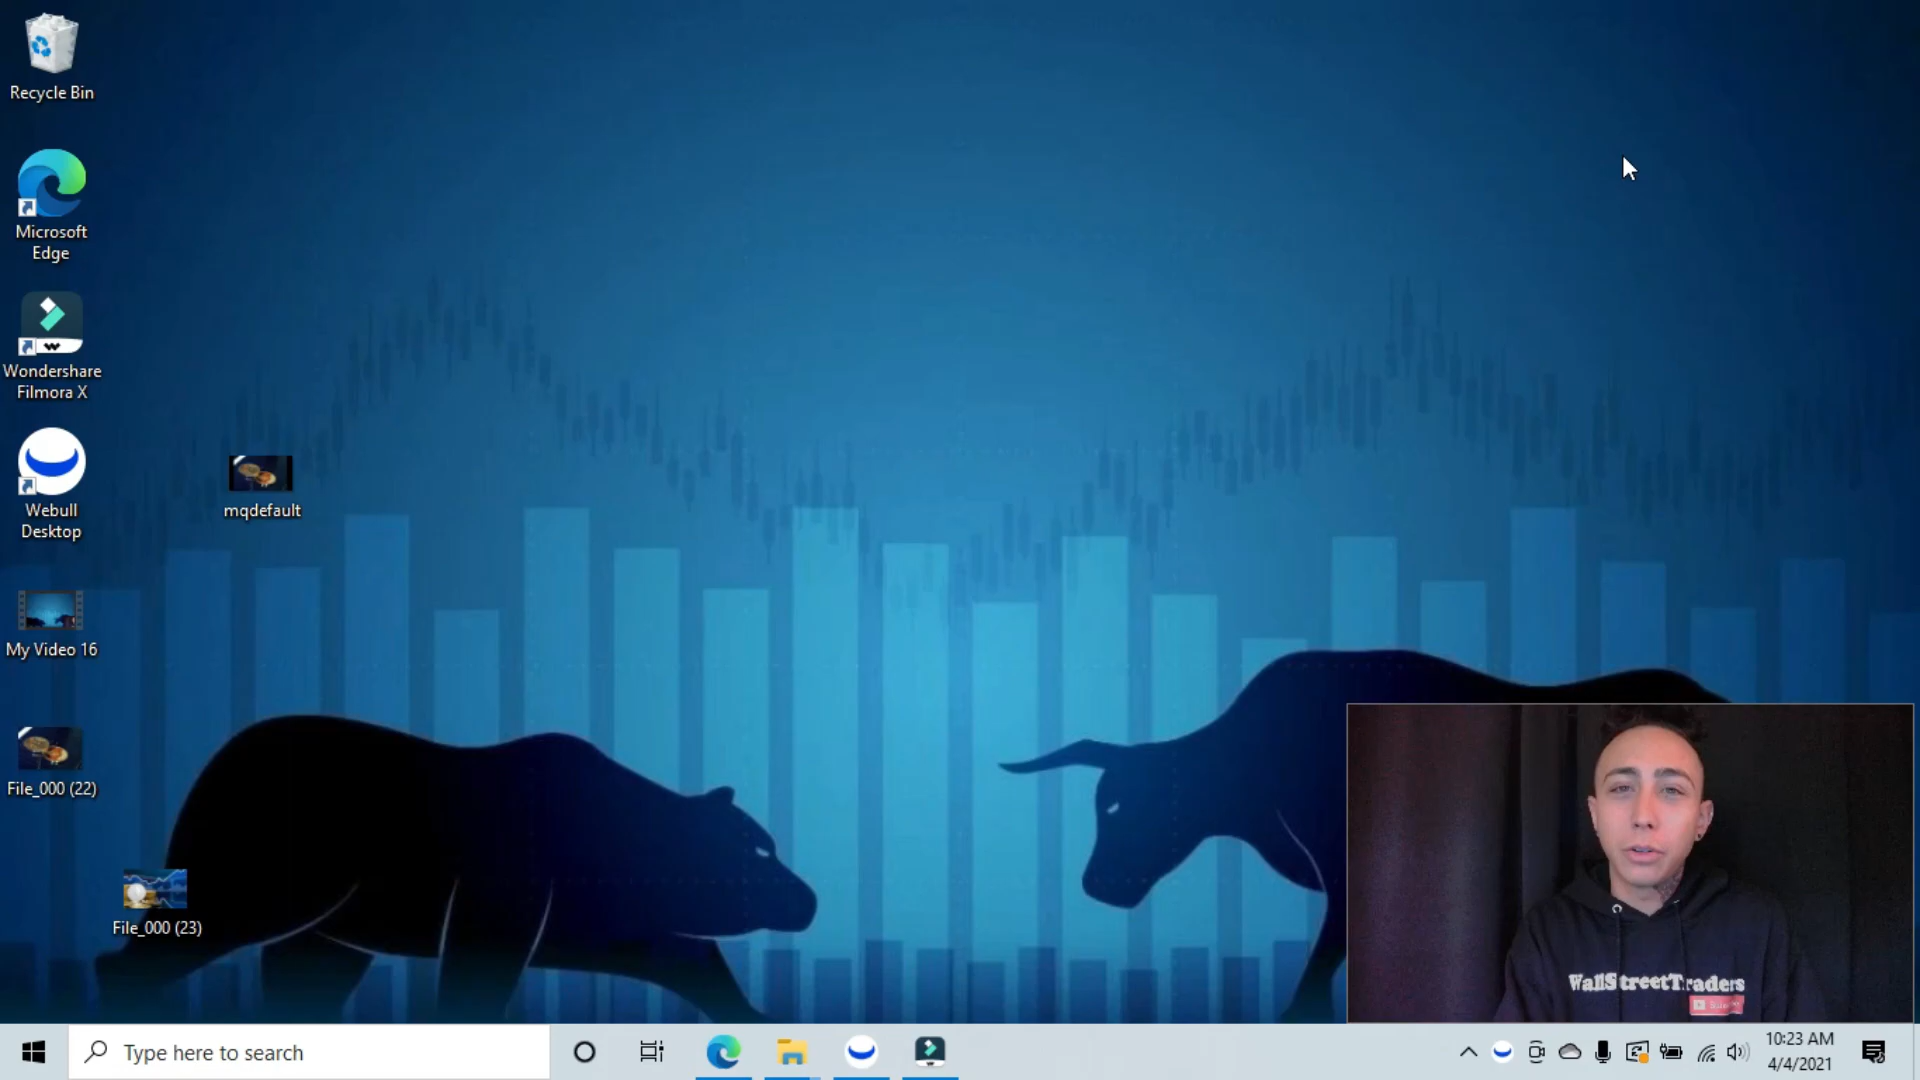 Recycle Bin
Microsoft
Edge
Wondershare
Filmora X
Webull
Desktop
mqdefault
My Video 16
File_000 (22)
File_000 (23)
WallStreetTraders
Type here to search
10:23 AM
4/4/2021